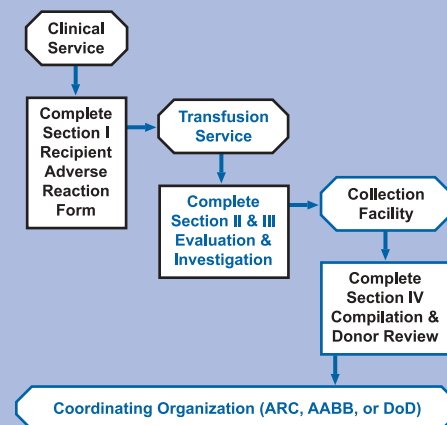 Clinical
Service
Complete
Section I
Recipient
Adverse
Reaction
Form
Transfusion
Service
Complete
Section II & III
Evaluation &
Investigation
Collection
Facility
Complete
Section IV
Compilation &
Donor Review
Coordinating Organization (ARC, AABB, or DoD)